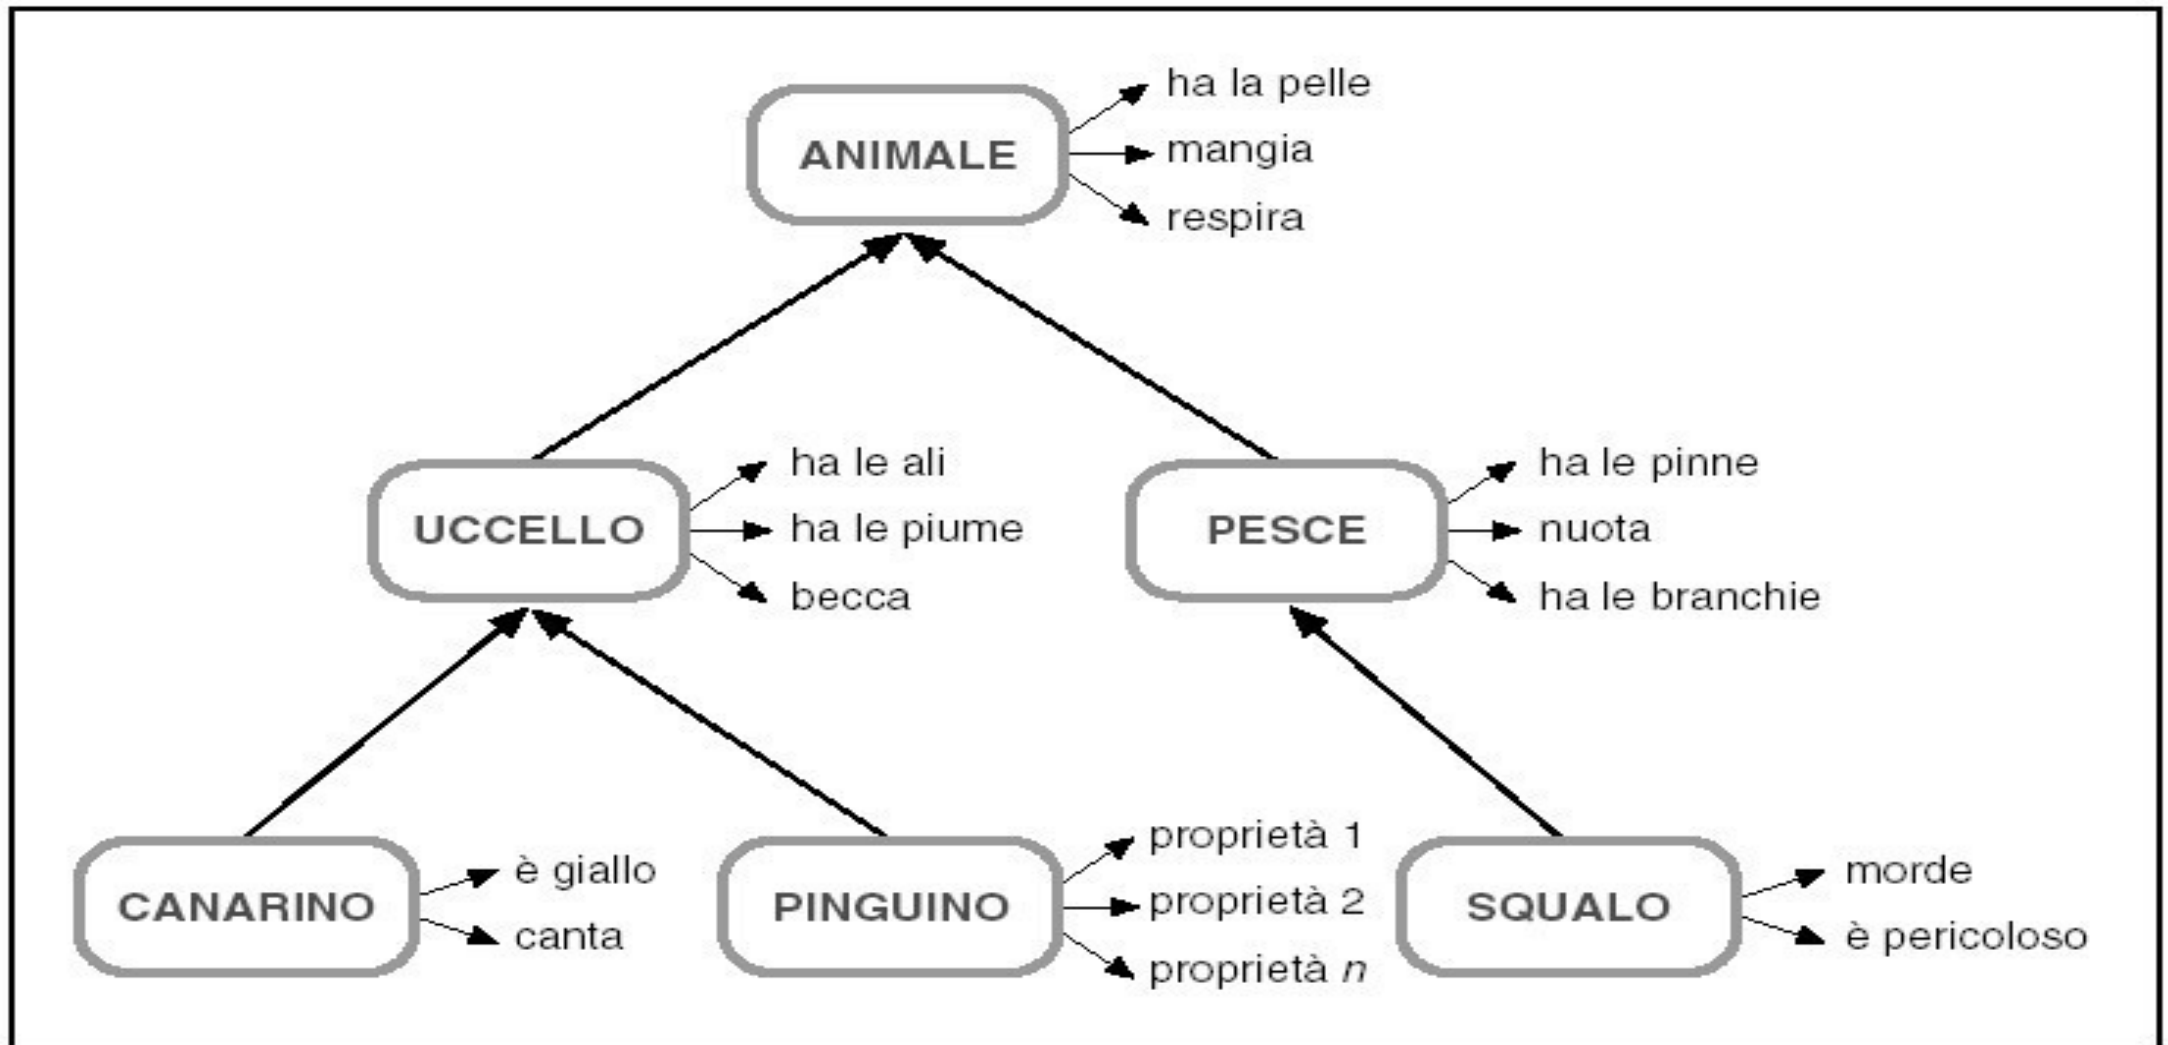 ANIMALE
ha la pelle
mangia
respira
UCCELLO
ha le ali
ha le piume
becca
PESCE
ha le pinne
nuota
ha le branchie
CANARINO
è giallo
canta
PINGUINO
proprietà 1
proprietà 2
proprietà n
SQUALO
morde
è pericoloso